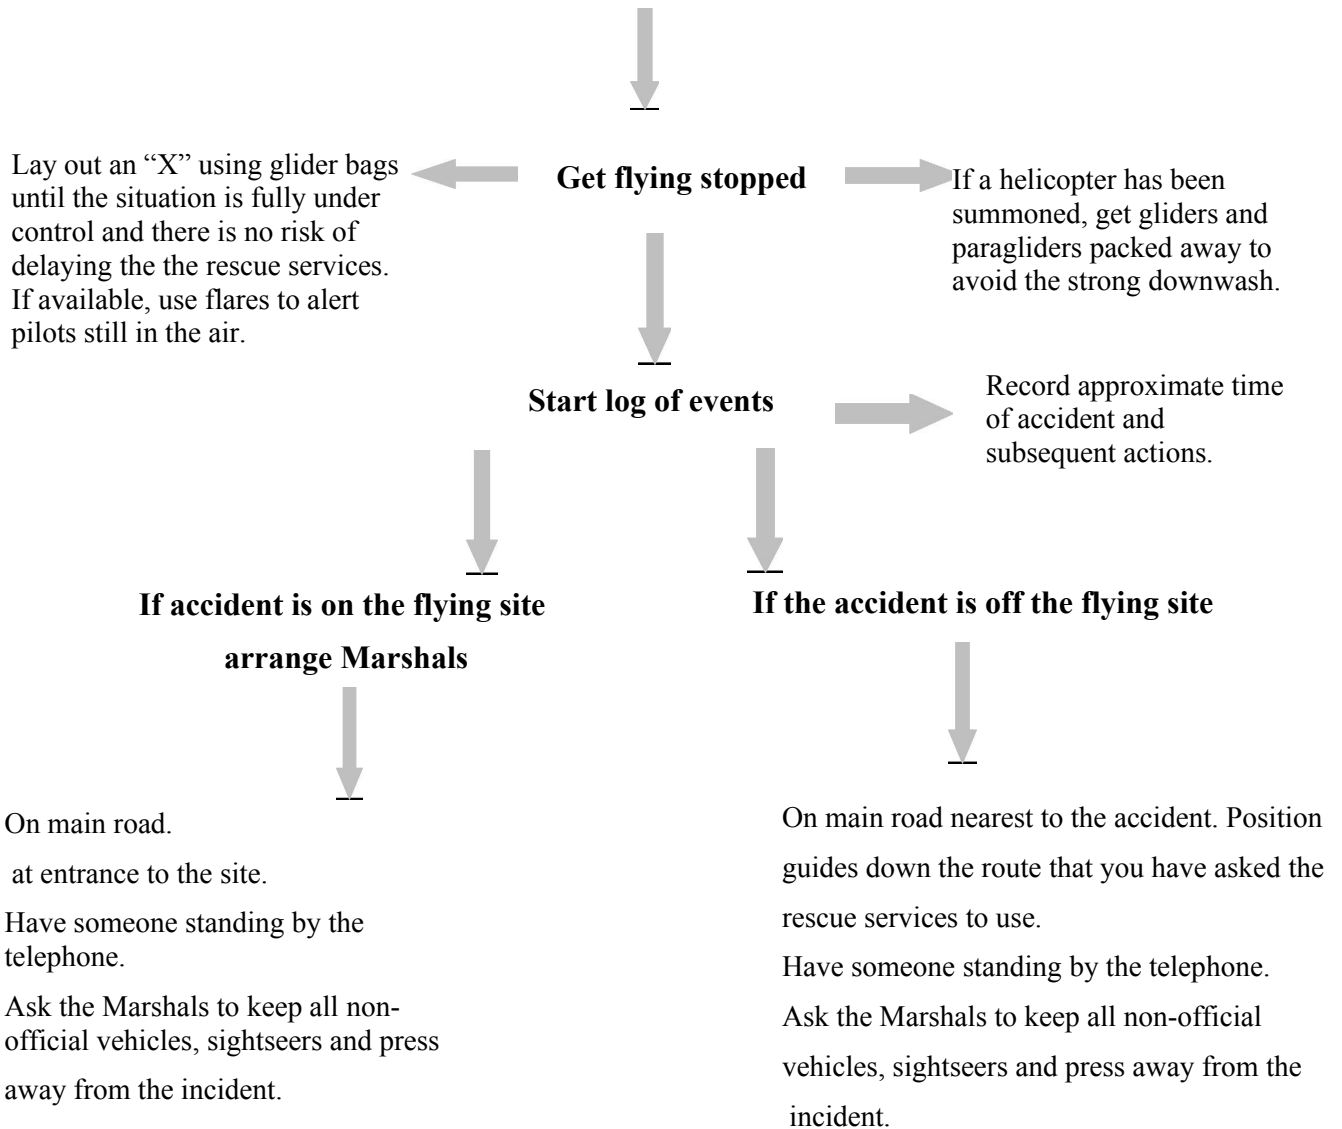 Lay out an “X” using glider bags
until the situation is fully under
control and there is no risk of
delaying the the rescue services.
If available, use flares to alert
pilots still in the air.
Get flying stopped
If a helicopter has been
summoned, get gliders and
paragliders packed away to
avoid the strong downwash.
Start log of events
Record approximate time
of accident and
subsequent actions.
If accident is on the flying site
arrange Marshals
If the accident is off the flying site
On main road.
at entrance to the site.
Have someone standing by the
telephone.
Ask the Marshals to keep all non-
official vehicles, sightseers and press
away from the incident.
On main road nearest to the accident. Position
guides down the route that you have asked the
rescue services to use.
Have someone standing by the telephone.
Ask the Marshals to keep all non-official
vehicles, sightseers and press away from the
incident.